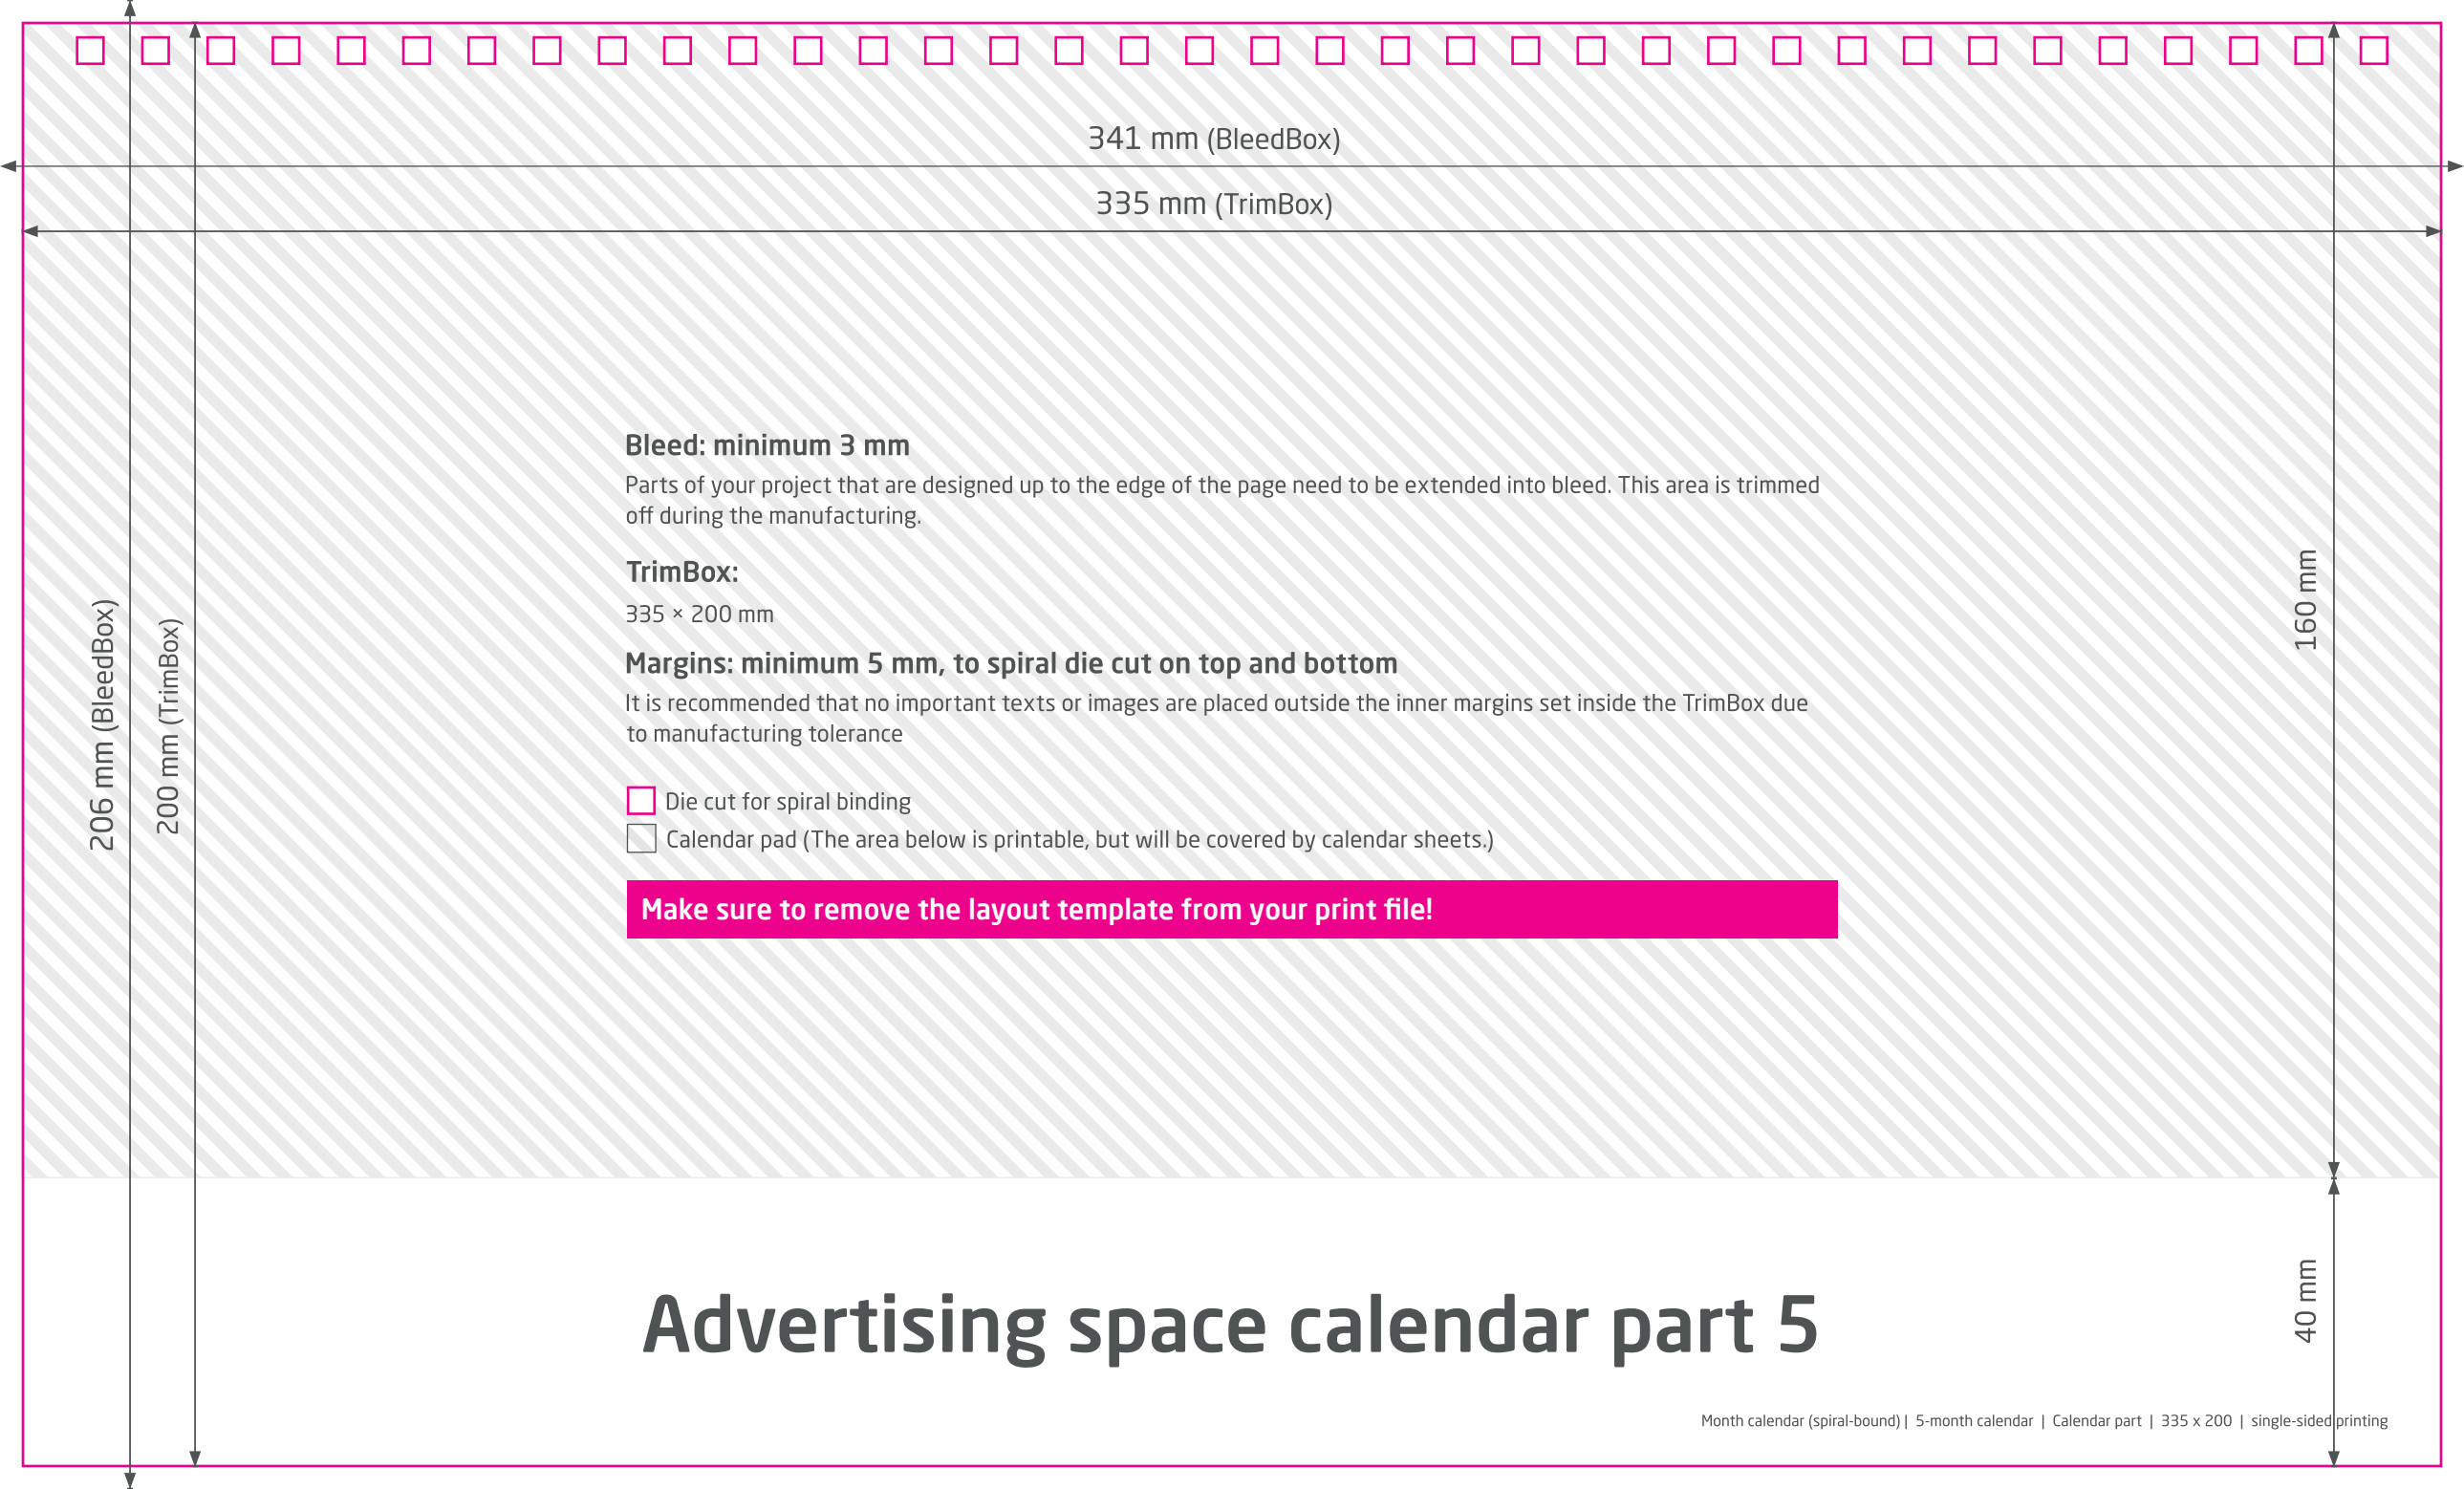 341 mm (BleedBox)
335 mm (TrimBox)
206 mm (BleedBox)
200 mm (TrimBox)
Bleed: minimum 3 mm
Parts of your project that are designed up to the edge of the page need to be extended into bleed. This area is trimmed
off during the manufacturing.
TrimBox:
335 × 200 mm
Margins: minimum 5 mm, to spiral die cut on top and bottom
It is recommended that no important texts or images are placed outside the inner margins set inside the TrimBox due
to manufacturing tolerance
Die cut for spiral binding
Calendar pad (The area below is printable, but will be covered by calendar sheets.)
Make sure to remove the layout template from your print file!
160 mm
Advertising space calendar part 5
40 mm
Month calendar (spiral-bound) | 5-month calendar | Calendar part | 335 x 200 | single-sided printing